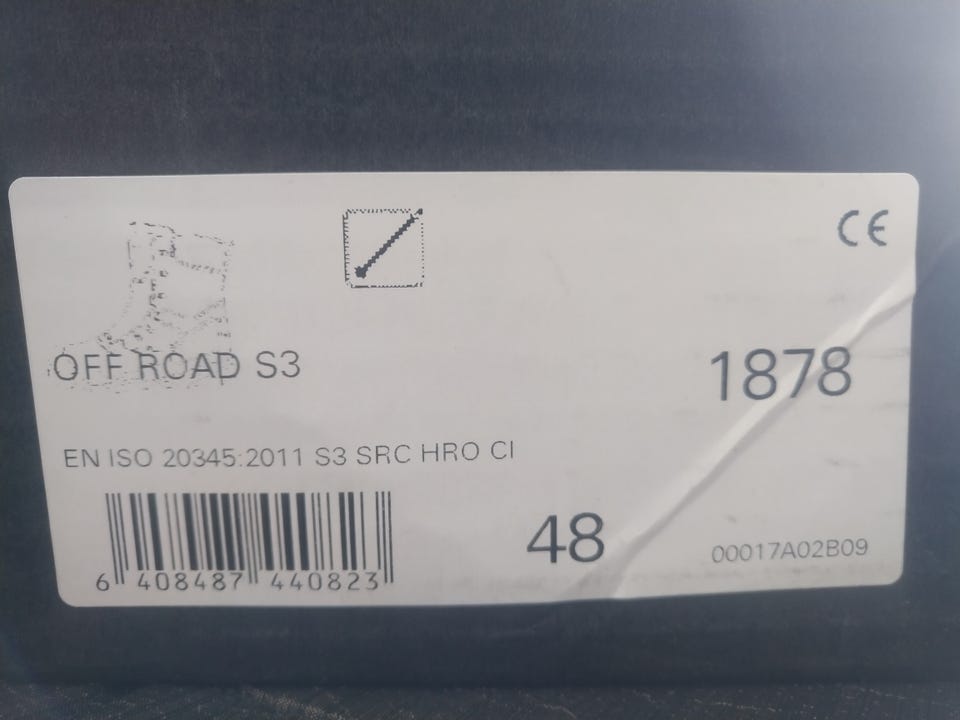 CE
OFF ROAD S3
1878
EN ISO 20345:2011 S3 SRC HRO CI
48
00017A02B09
6 408487 440823